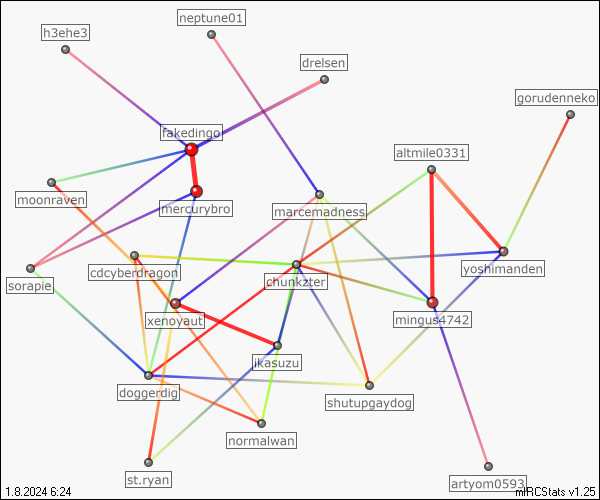 neptune01
h3ehe3
drelsen
gorudenneko
fakedingo
altmile0331
moonraven
mercurybro
marcemadness
sorapie
cdcyberdragon
chunkzter
yoshimanden
xenoyaut
mingus4742
ikasuzu
doggerdig
shutupgaydog
normalwan
st.ryan
artyom0593
1.8.2024 6:24
mIRCStats v1.25